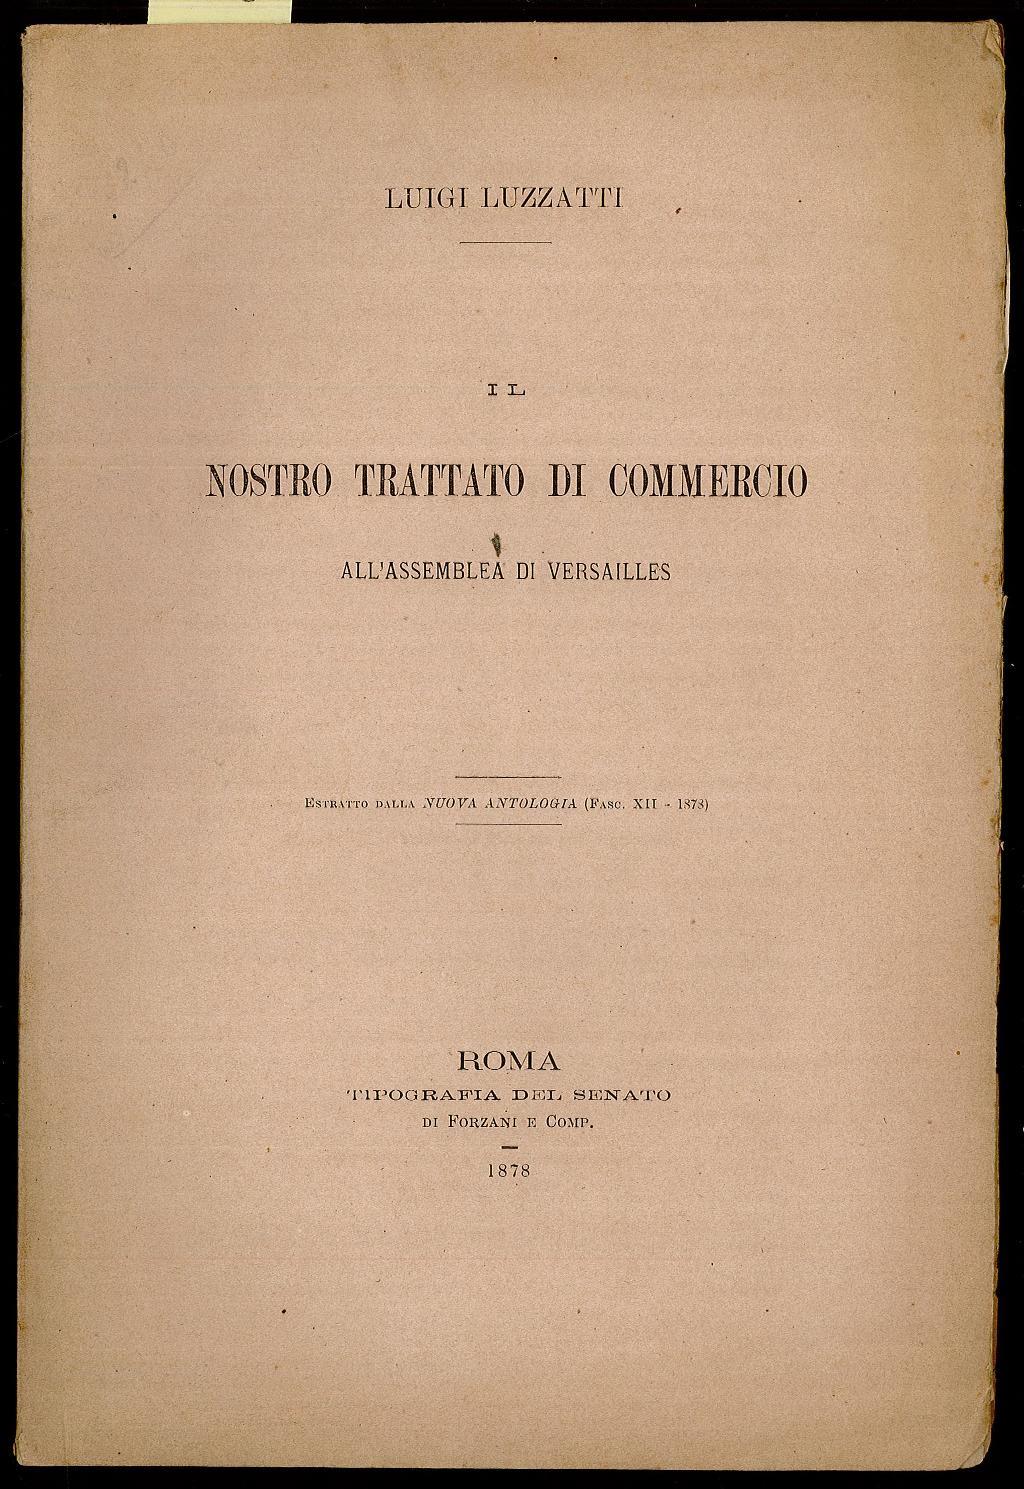 LUIGI LUZZATTI
IL
NOSTRO TRATTATO DI COMMERCIO
ALL'ASSEMBLEA DI VERSAILLES
ESTRATTO DALLA NUOVA ANTOLOGIA (FASC. XII - 1878)
ROMA
TIPOGRAFIA DEL SENATO
DI FORZANI E COMP.
1878